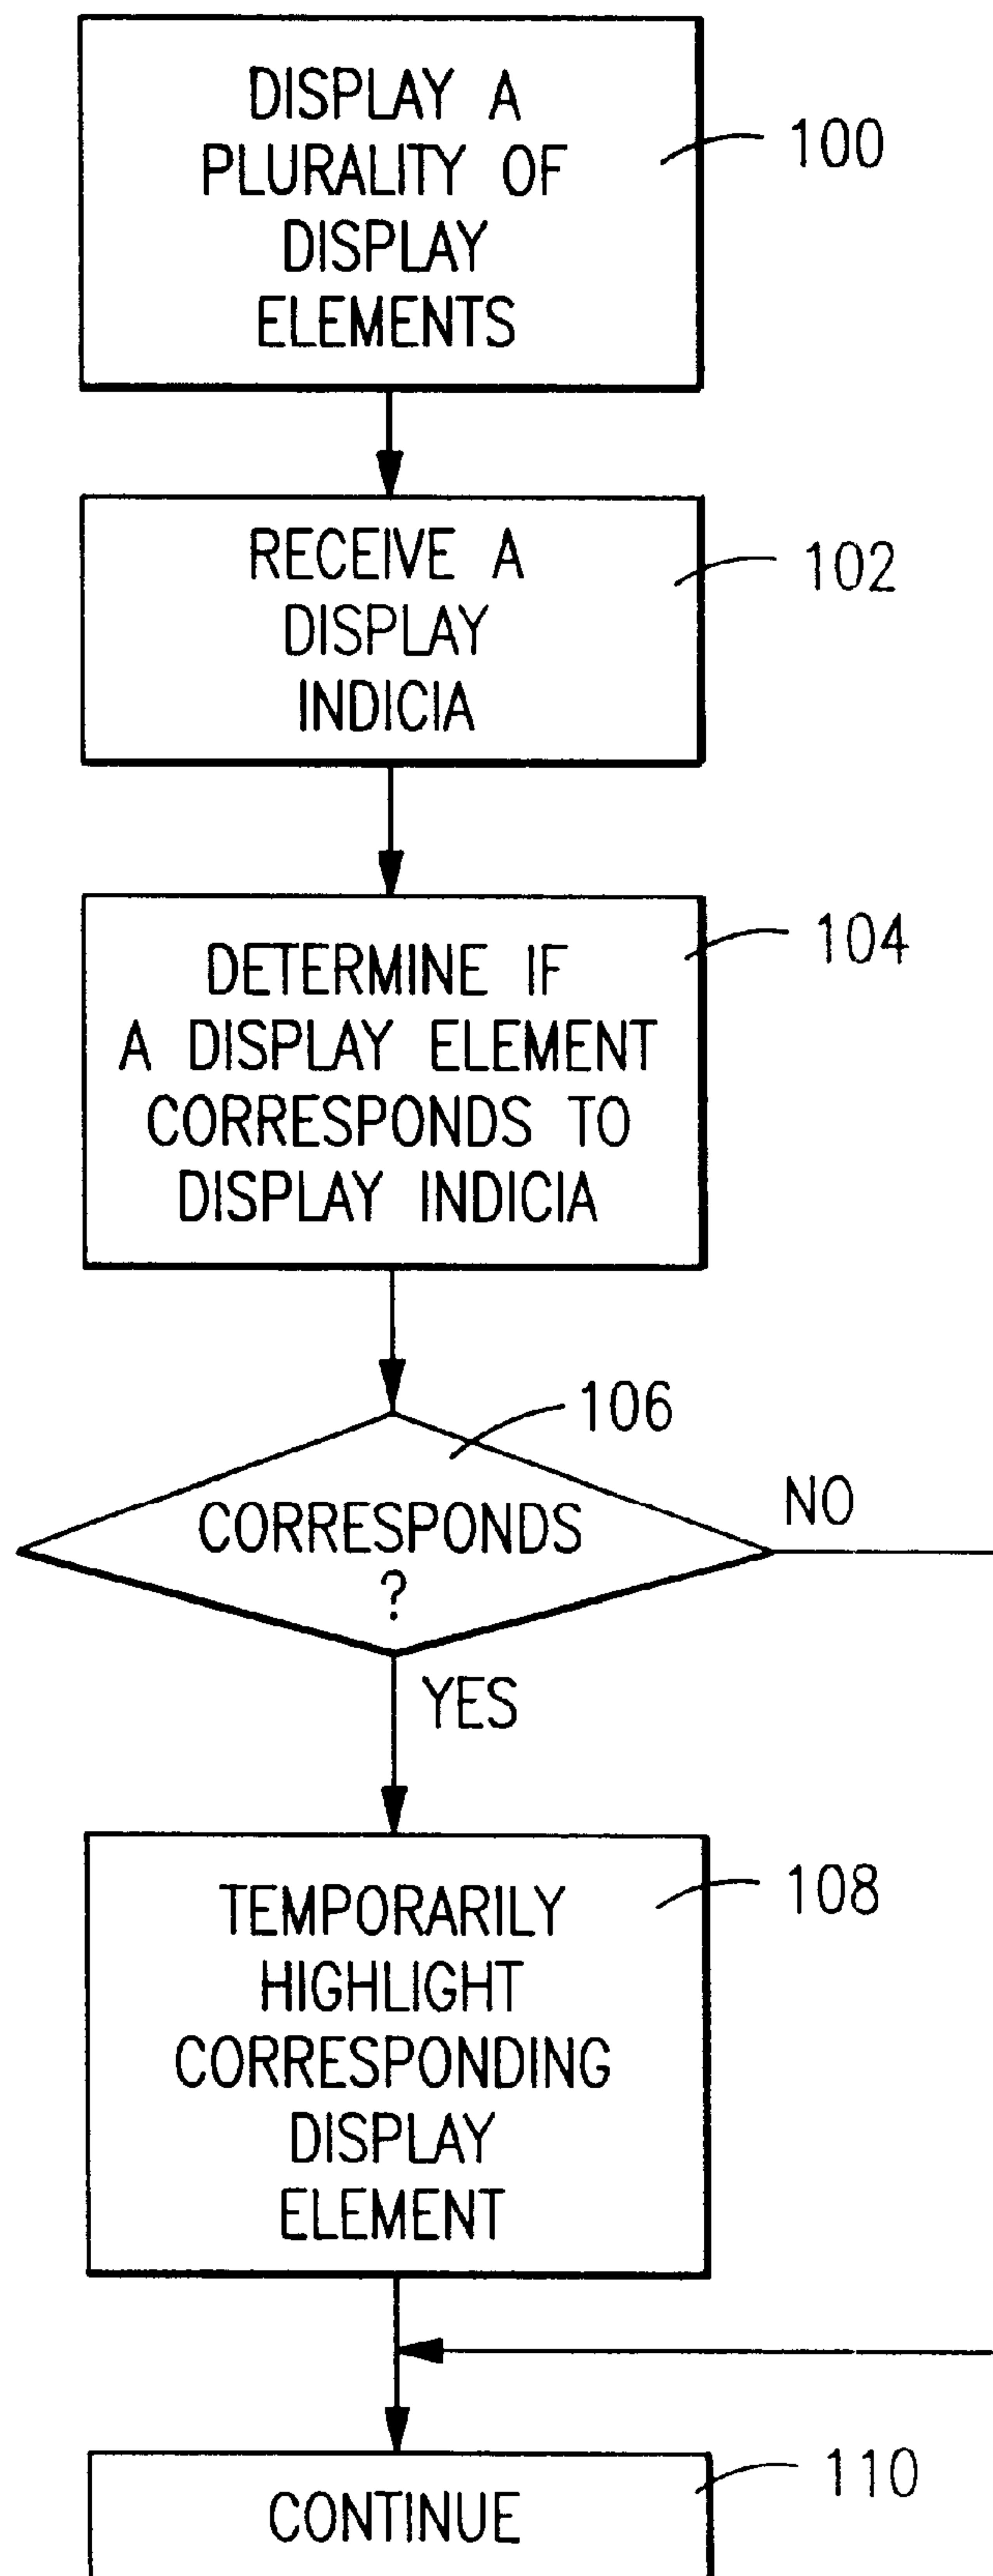 DISPLAY A
PLURALITY OF
DISPLAY
ELEMENTS
100
RECEIVE A
DISPLAY
INDICIA
102
DETERMINE IF
A DISPLAY ELEMENT
CORRESPONDS TO
DISPLAY INDICIA
104
106
CORRESPONDS
?
NO
YES
TEMPORARILY
HIGHLIGHT
CORRESPONDING
DISPLAY
ELEMENT
108
CONTINUE
110